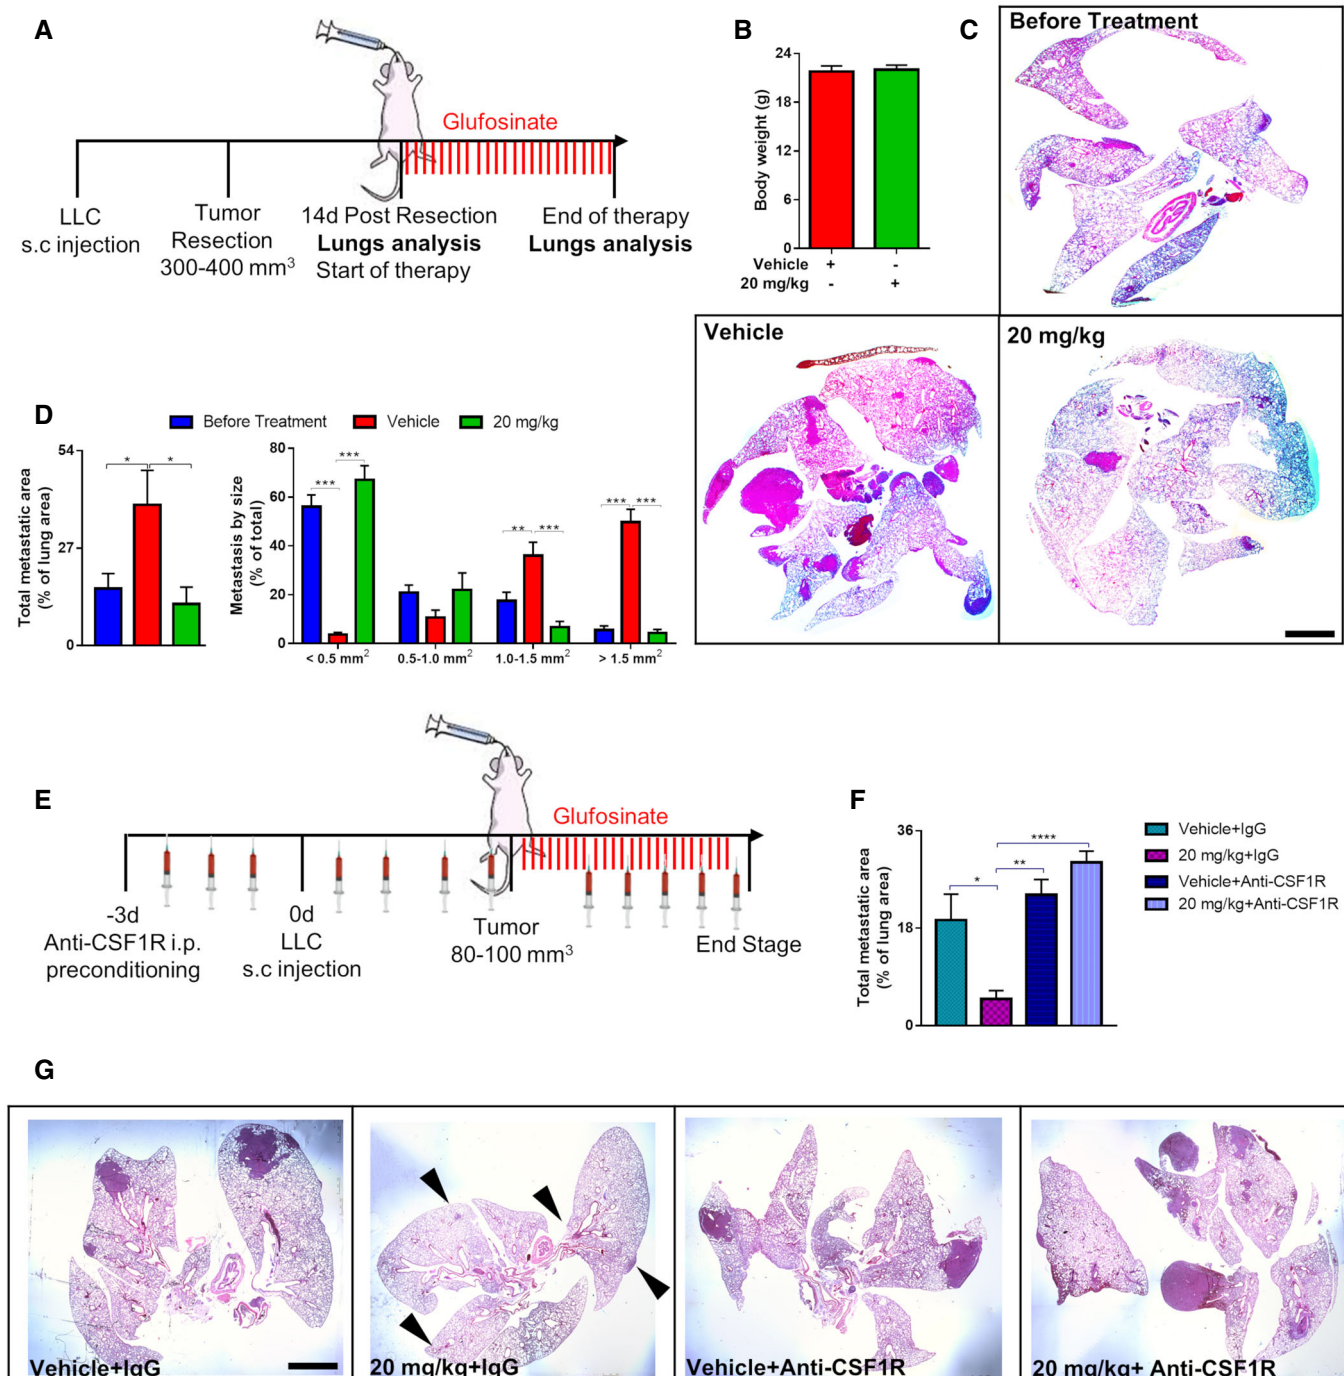 A
Glufosinate
LLC
s.c injection
Tumor
Resection
300-400 mm³
14d Post Resection
Lungs analysis
Start of therapy
End of therapy
Lungs analysis
B
Body weight (g)
24
18
12
6
0
Vehicle + -
20 mg/kg - +
C
Before Treatment
Vehicle
20 mg/kg
D
Before Treatment Vehicle 20 mg/kg
Total metastatic area
(% of lung area)
54
27
0
* *
Metastasis by size
(% of total)
80
60
40
20
0
*** ***
** ***
*** ***
< 0.5 mm² 0.5-1.0 mm² 1.0-1.5 mm² > 1.5 mm²
E
Glufosinate
-3d
Anti-CSF1R i.p.
preconditioning
0d
LLC
s.c injection
Tumor
80-100 mm³
End Stage
F
Total metastatic area
(% of lung area)
36
18
0
****
**
*
Vehicle+IgG
20 mg/kg+IgG
Vehicle+Anti-CSF1R
20 mg/kg+Anti-CSF1R
G
Vehicle+IgG
20 mg/kg+IgG
Vehicle+Anti-CSF1R
20 mg/kg+ Anti-CSF1R